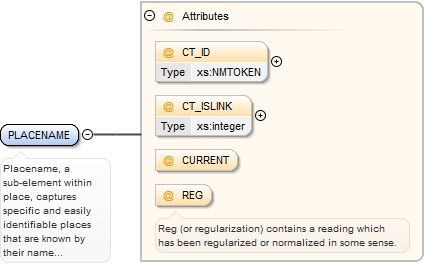 @ Attributes
@ CT_ID
Type xs:NMTOKEN
@ CT_ISLINK
Type xs:integer
PLACENAME
@ CURRENT
Placename, a
sub-element within
place, captures
specific and easily
identifiable places
that are known by
their name...
@ REG
Reg (or regularization) contains a reading which
has been regularized or normalized in some sense.